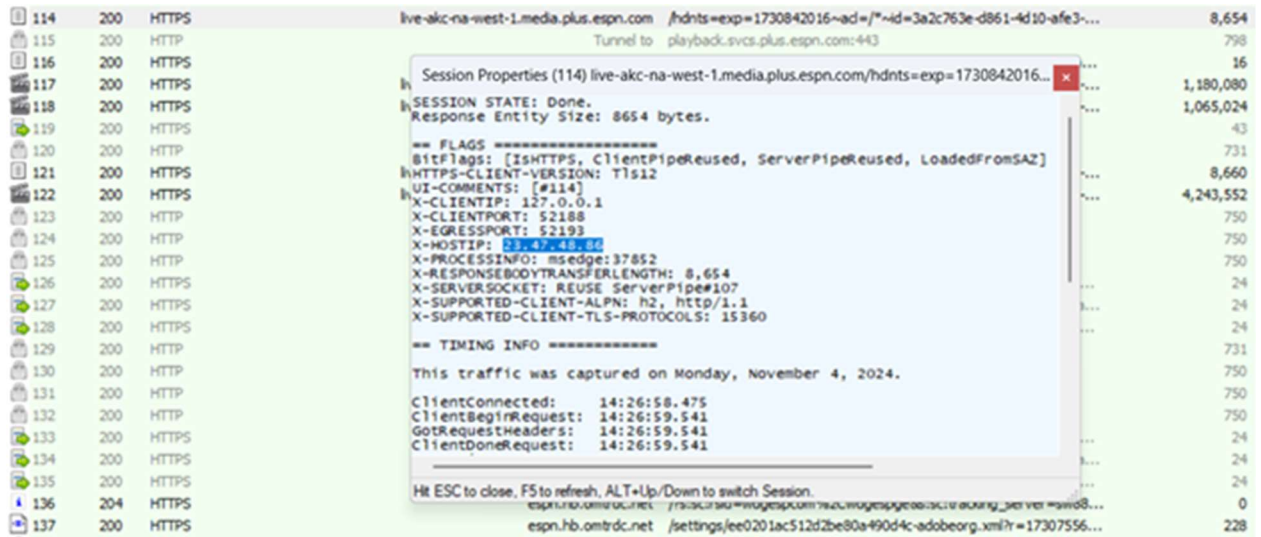 114 200 HTTPS live-akc-na-west-1.media.plus.espn.com /hdnts=exp=1730842016~acl=/*~id=3a2c763e-d861-4d10-afe3-... 8,654
115 200 HTTP Tunnel to playback.svcs.plus.espn.com:443 798
116 200 HTTPS 16
117 200 HTTPS 1,180,080
118 200 HTTPS 1,065,024
119 200 HTTPS 43
120 200 HTTP 731
121 200 HTTPS 8,660
122 200 HTTPS 4,243,552
123 200 HTTP 750
124 200 HTTP 750
125 200 HTTP 750
126 200 HTTPS 24
127 200 HTTPS 24
128 200 HTTPS 24
129 200 HTTP 731
130 200 HTTP 750
131 200 HTTP 750
132 200 HTTP 750
133 200 HTTPS 24
134 200 HTTPS 24
135 200 HTTPS 24
136 204 HTTPS espn.hb.omtrdc.net 0
137 200 HTTPS espn.hb.omtrdc.net /settings/ee0201ac512d2be80a490d4c-adobeorg.xml?r=17307556... 228
Session Properties (114) live-akc-na-west-1.media.plus.espn.com/hdnts=exp=1730842016...
SESSION STATE: Done.
Response Entity Size: 8654 bytes.
== FLAGS ==================
BitFlags: [IsHTTPS, ClientPipeReused, ServerPipeReused, LoadedFromSAZ]
HTTPS-CLIENT-VERSION: Tls12
UI-COMMENTS: [#114]
X-CLIENTIP: 127.0.0.1
X-CLIENTPORT: 52188
X-EGRESSPORT: 52193
X-HOSTIP: 23.47.48.86
X-PROCESSINFO: msedge:37852
X-RESPONSEBODYTRANSFERLENGTH: 8,654
X-SERVERSOCKET: REUSE ServerPipe#107
X-SUPPORTED-CLIENT-ALPN: h2, http/1.1
X-SUPPORTED-CLIENT-TLS-PROTOCOLS: 15360
== TIMING INFO ============
This traffic was captured on Monday, November 4, 2024.
ClientConnected: 14:26:58.475
ClientBeginRequest: 14:26:59.541
GotRequestHeaders: 14:26:59.541
ClientDoneRequest: 14:26:59.541
Hit ESC to close, F5 to refresh, ALT+Up/Down to switch Session.